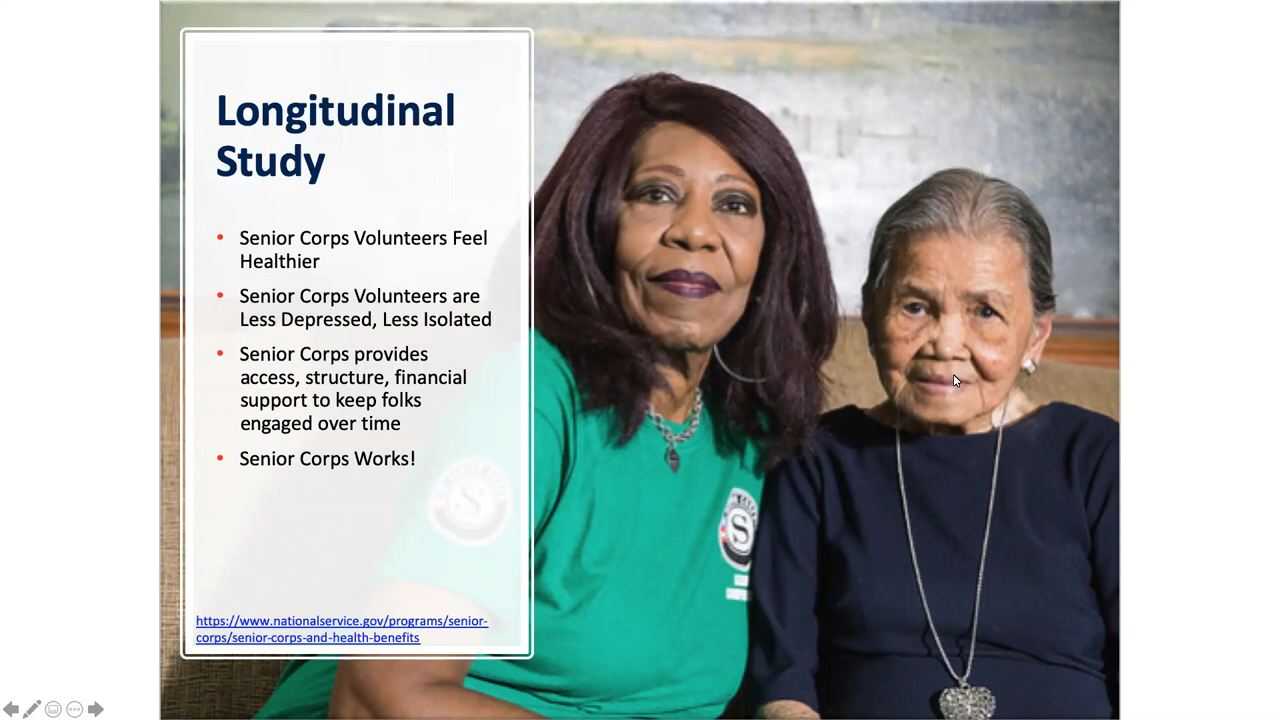 Longitudinal
Study
• Senior Corps Volunteers Feel
Healthier
• Senior Corps Volunteers are
Less Depressed, Less Isolated
• Senior Corps provides
access, structure, financial
support to keep folks
engaged over time
• Senior Corps Works!
https://www.nationalservice.gov/programs/senior-
corps/senior-corps-and-health-benefits
S
S